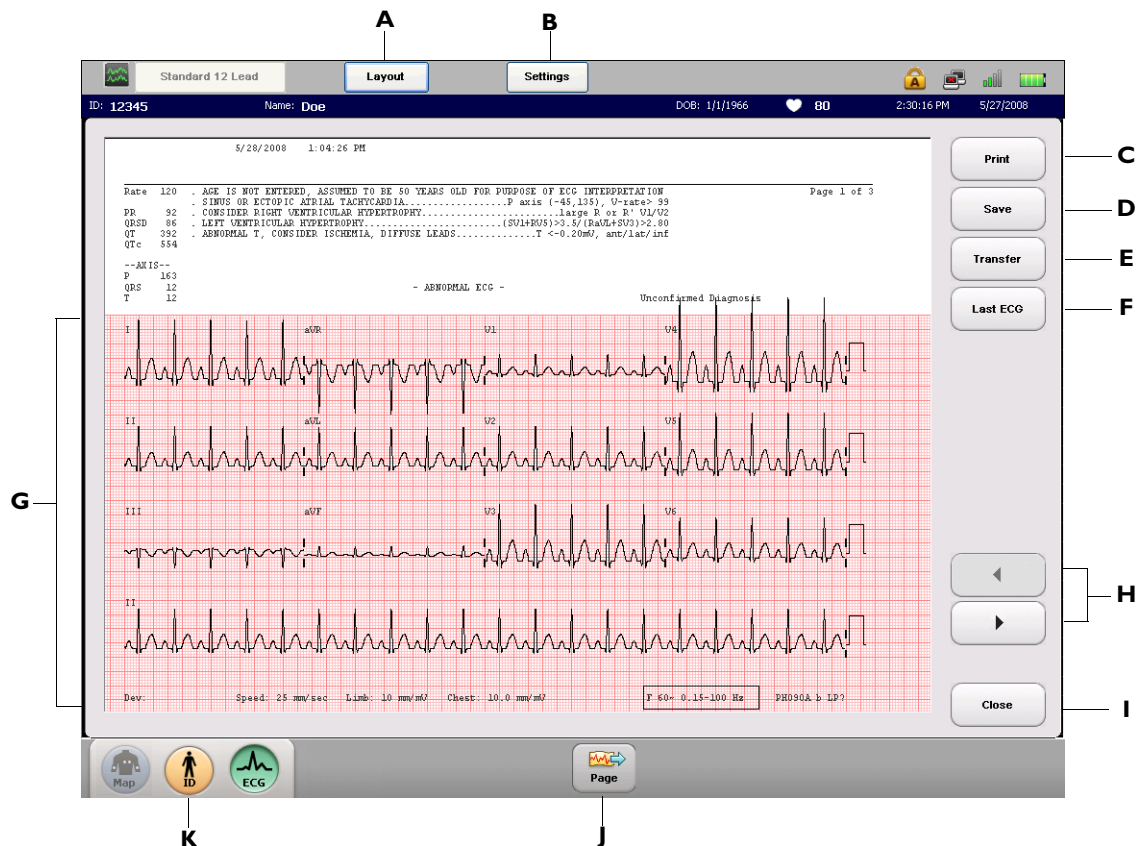 A
B
Standard 12 Lead
Layout
Settings
A
ID: 12345 Name: Doe DOB: 1/1/1966 80 2:30:16 PM 5/27/2008
5/28/2008 1:04:26 PM
Rate 120 . AGE IS NOT ENTERED, ASSUMED TO BE 50 YEARS OLD FOR PURPOSE OF ECG INTERPRETATION Page 1 of 3
. SINUS OR ECTOPIC ATRIAL TACHYCARDIA...............P axis (-45,135), V-rate> 99
PR 92 . CONSIDER RIGHT VENTRICULAR HYPERTROPHY....................large R or R' V1/V2
QRSD 86 . LEFT VENTRICULAR HYPERTROPHY.....................(SV1+RV5)>3.5/(RaVL+SV3)>2.80
QT 392 . ABNORMAL T, CONSIDER ISCHEMIA, DIFFUSE LEADS.............T <-0.20mV, ant/lat/inf
QTc 554
--AXIS--
P 163
QRS 12
T 12
- ABNORMAL ECG -
Unconfirmed Diagnosis
Print
C
Save
D
Transfer
E
Last ECG
F
G
I aVR V1 V4
II aVL V2 V5
III aVF V3 V6
II
Dev: Speed: 25 mm/sec Limb: 10 mm/mV Chest: 10.0 mm/mV F 60~ 0.15-100 Hz PH090A b LP?
H
Close
I
Map
ID
ECG
Page
K
J